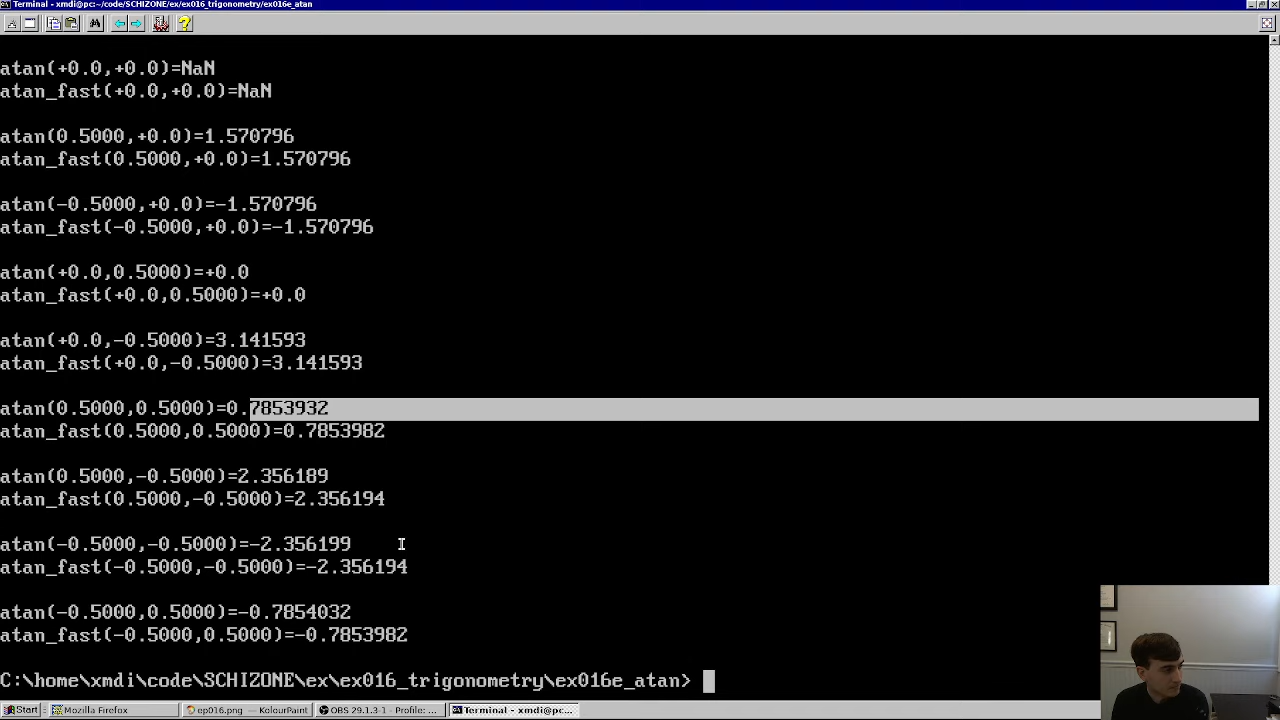 Terminal - xmdi@pc:~/code/SCHIZONE/ex/ex016_trigonometry/ex016e_atan
atan(+0.0,+0.0)=NaN
atan_fast(+0.0,+0.0)=NaN
atan(0.5000,+0.0)=1.570796
atan_fast(0.5000,+0.0)=1.570796
atan(-0.5000,+0.0)=-1.570796
atan_fast(-0.5000,+0.0)=-1.570796
atan(+0.0,0.5000)=+0.0
atan_fast(+0.0,0.5000)=+0.0
atan(+0.0,-0.5000)=3.141593
atan_fast(+0.0,-0.5000)=3.141593
atan(0.5000,0.5000)=0.7853932
atan_fast(0.5000,0.5000)=0.7853982
atan(0.5000,-0.5000)=2.356189
atan_fast(0.5000,-0.5000)=2.356194
atan(-0.5000,-0.5000)=-2.356199
atan_fast(-0.5000,-0.5000)=-2.356194
atan(-0.5000,0.5000)=-0.7854032
atan_fast(-0.5000,0.5000)=-0.7853982
C:\home\xmdi\code\SCHIZONE\ex\ex016_trigonometry\ex016e_atan>
Start Mozilla Firefox ep016.png — KolourPaint OBS 29.1.3-1 - Profile: ... Terminal - xmdi@pc:~/...